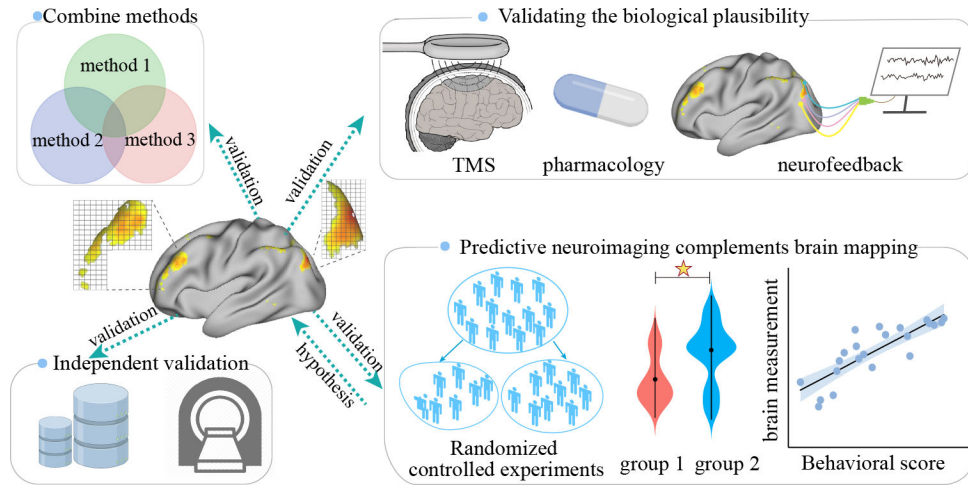 Combine methods
method 1
method 2
method 3
Validating the biological plausibility
TMS
pharmacology
neurofeedback
validation
validation
validation
validation
hypothesis
Independent validation
Predictive neuroimaging complements brain mapping
Randomized
controlled experiments
group 1
group 2
brain measurement
Behavioral score